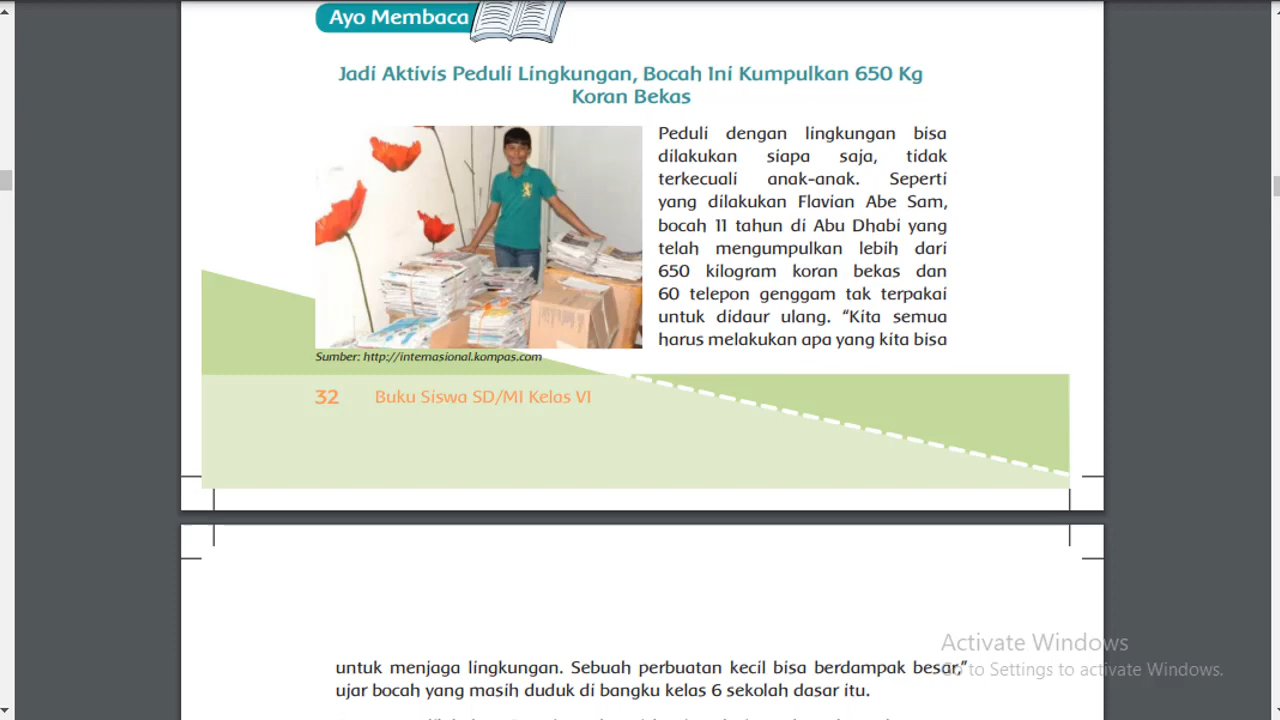 Ayo Membaca
Jadi Aktivis Peduli Lingkungan, Bocah Ini Kumpulkan 650 Kg
Koran Bekas
Peduli dengan lingkungan bisa
dilakukan siapa saja, tidak
terkecuali anak-anak. Seperti
yang dilakukan Flavian Abe Sam,
bocah 11 tahun di Abu Dhabi yang
telah mengumpulkan lebih dari
650 kilogram koran bekas dan
60 telepon genggam tak terpakai
untuk didaur ulang. “Kita semua
harus melakukan apa yang kita bisa
Sumber: http://internasional.kompas.com
32 Buku Siswa SD/MI Kelas VI
untuk menjaga lingkungan. Sebuah perbuatan kecil bisa berdampak besar,”
ujar bocah yang masih duduk di bangku kelas 6 sekolah dasar itu.
Activate Windows
Go to Settings to activate Windows.